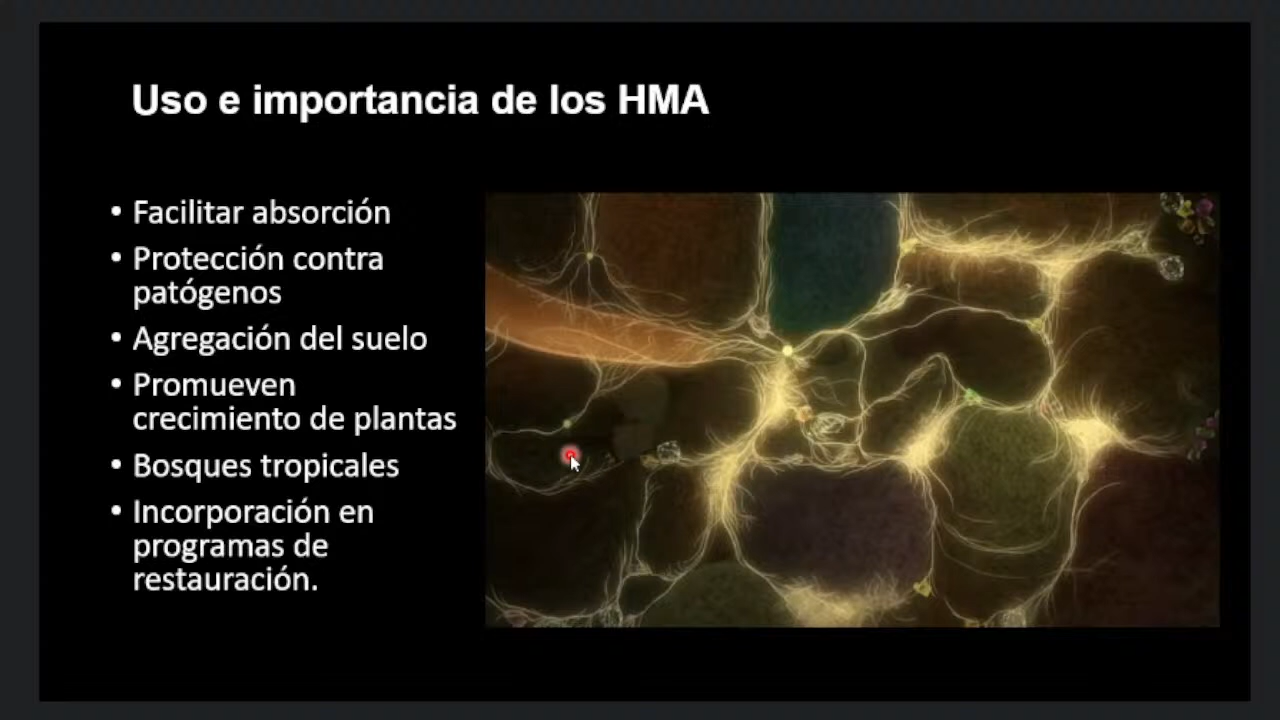 Uso e importancia de los HMA
• Facilitar absorción
• Protección contra
patógenos
• Agregación del suelo
• Promueven
crecimiento de plantas
• Bosques tropicales
• Incorporación en
programas de
restauración.